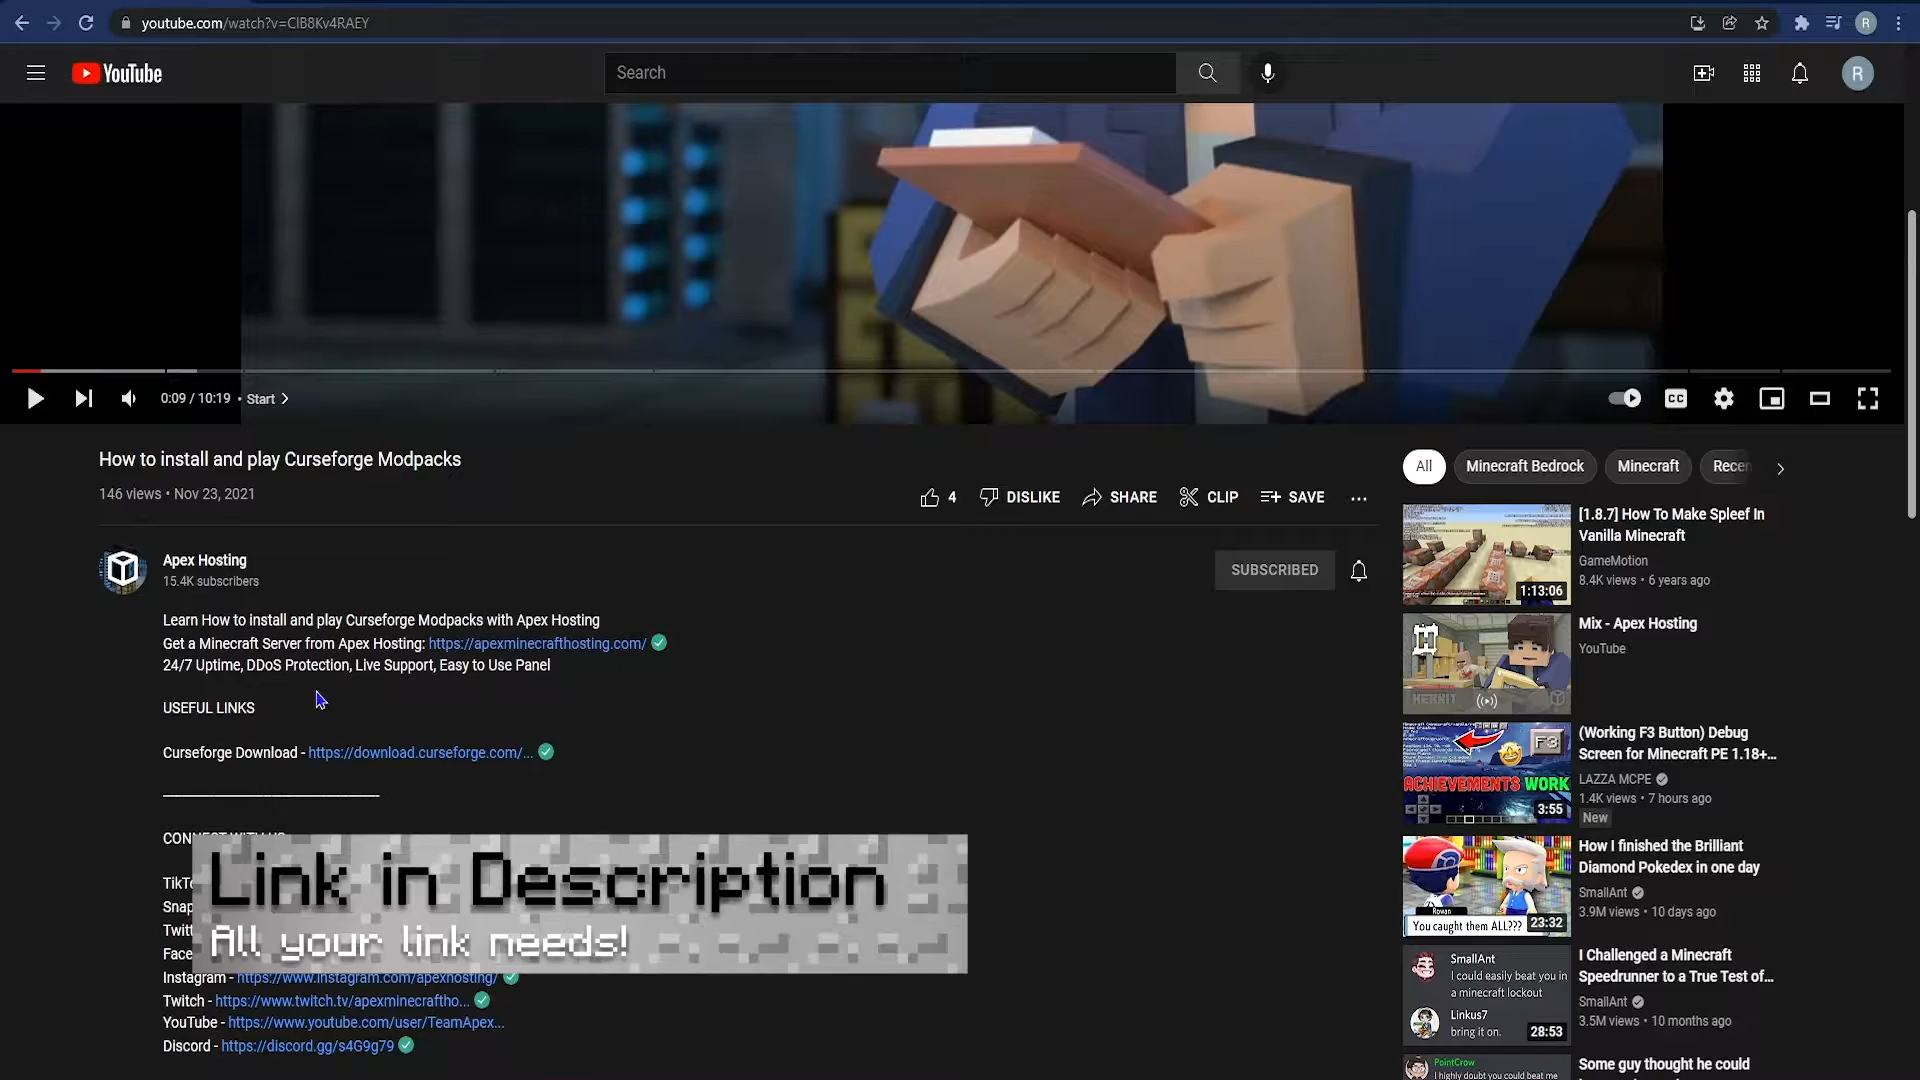 youtube.com/watch?v=CIB8Kv4RAEY
R
YouTube
Search
R
0:09 / 10:19 • Start
CC
How to install and play Curseforge Modpacks
146 views • Nov 23, 2021
4
DISLIKE
SHARE
CLIP
SAVE
Apex Hosting
15.4K subscribers
SUBSCRIBED
Learn How to install and play Curseforge Modpacks with Apex Hosting
Get a Minecraft Server from Apex Hosting: https://apexminecrafthosting.com/
24/7 Uptime, DDoS Protection, Live Support, Easy to Use Panel
USEFUL LINKS
Curseforge Download - https://download.curseforge.com/...
Link in Description
All your link needs!
Instagram - https://www.instagram.com/apexhosting/
Twitch - https://www.twitch.tv/apexminecraftho...
YouTube - https://www.youtube.com/user/TeamApex...
Discord - https://discord.gg/s4G9g79
All
Minecraft Bedrock
Minecraft
Recen
1:13:06
[1.8.7] How To Make Spleef In
Vanilla Minecraft
GameMotion
8.4K views • 6 years ago
Mix - Apex Hosting
YouTube
F3
ACHIEVEMENTS WORK
3:55
(Working F3 Button) Debug
Screen for Minecraft PE 1.18+...
LAZZA MCPE
1.4K views • 7 hours ago
New
Rowan
You caught them ALL???
23:32
How I finished the Brilliant
Diamond Pokedex in one day
SmallAnt
3.9M views • 10 days ago
SmallAnt
I could easily beat you in
a minecraft lockout
Linkus7
bring it on.
28:53
I Challenged a Minecraft
Speedrunner to a True Test of...
SmallAnt
3.5M views • 10 months ago
PointCrow
I highly doubt you could beat me
Some guy thought he could